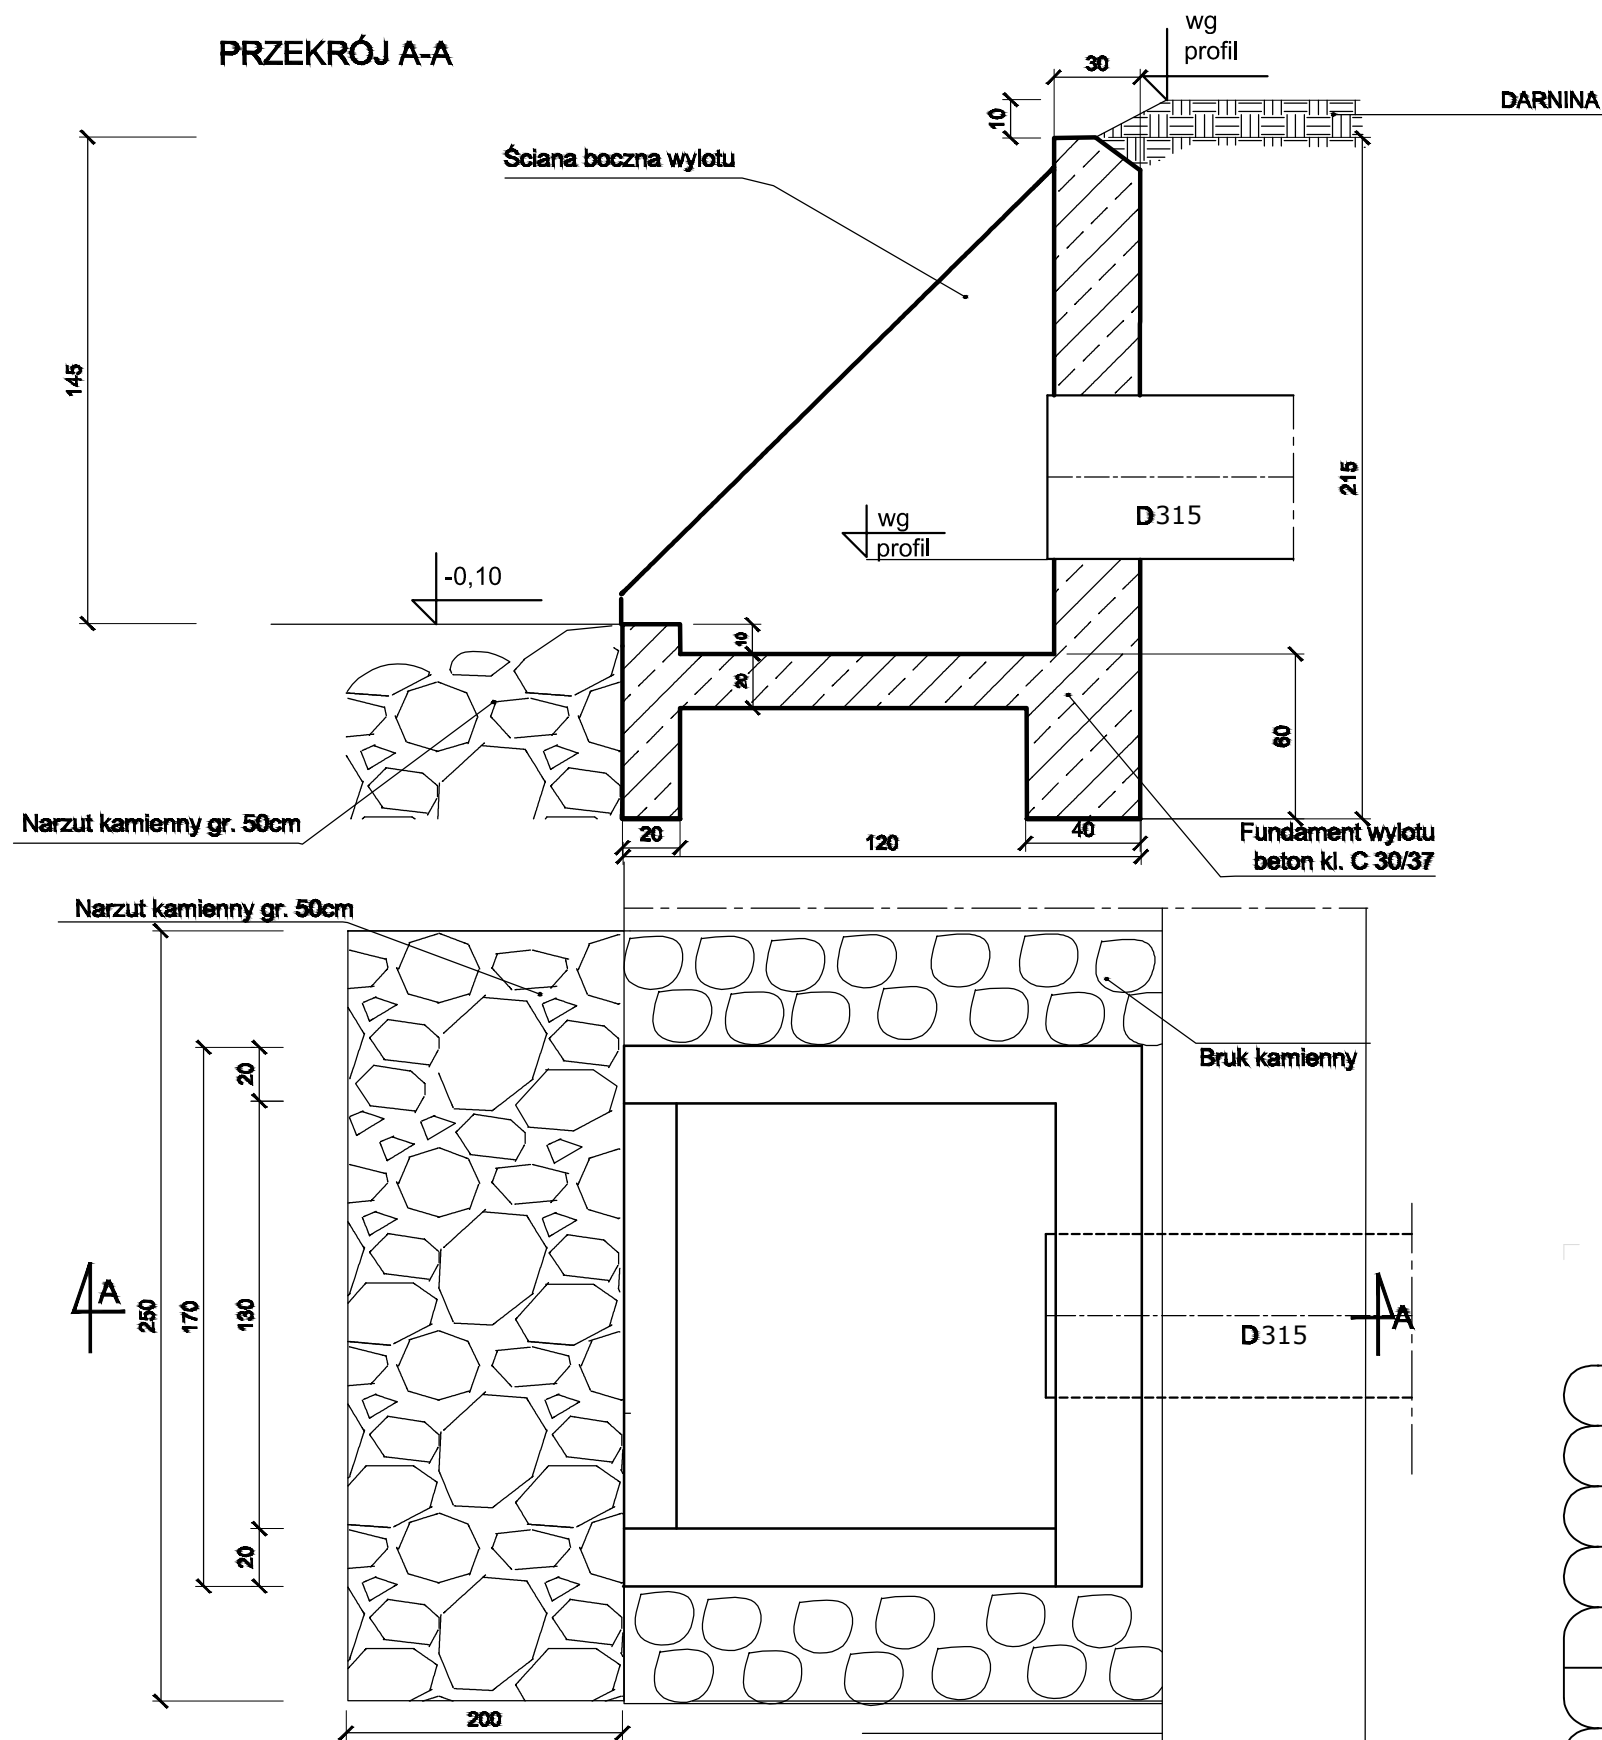 PRZEKRÓJ A-A
wg
profil
30
10
DARNINA
Ściana boczna wylotu
145
215
D315
wg
profil
-0,10
10
20
60
Narzut kamienny gr. 50cm
20
120
40
Fundament wylotu
beton kl. C 30/37
Narzut kamienny gr. 50cm
Bruk kamienny
20
A
250
170
130
A
D315
20
200